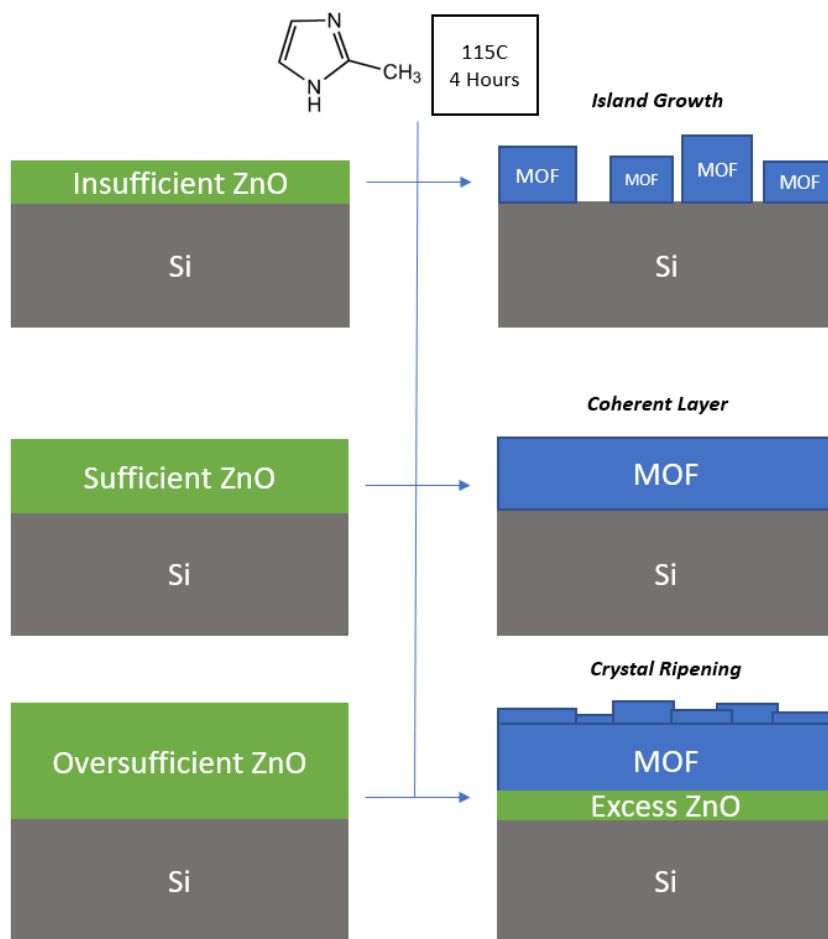 N
N
H
CH3
115C
4 Hours
Island Growth
Insufficient ZnO
Si
MOF
MOF
MOF
MOF
Si
Coherent Layer
Sufficient ZnO
Si
MOF
Si
Crystal Ripening
Oversufficient ZnO
Si
MOF
Excess ZnO
Si